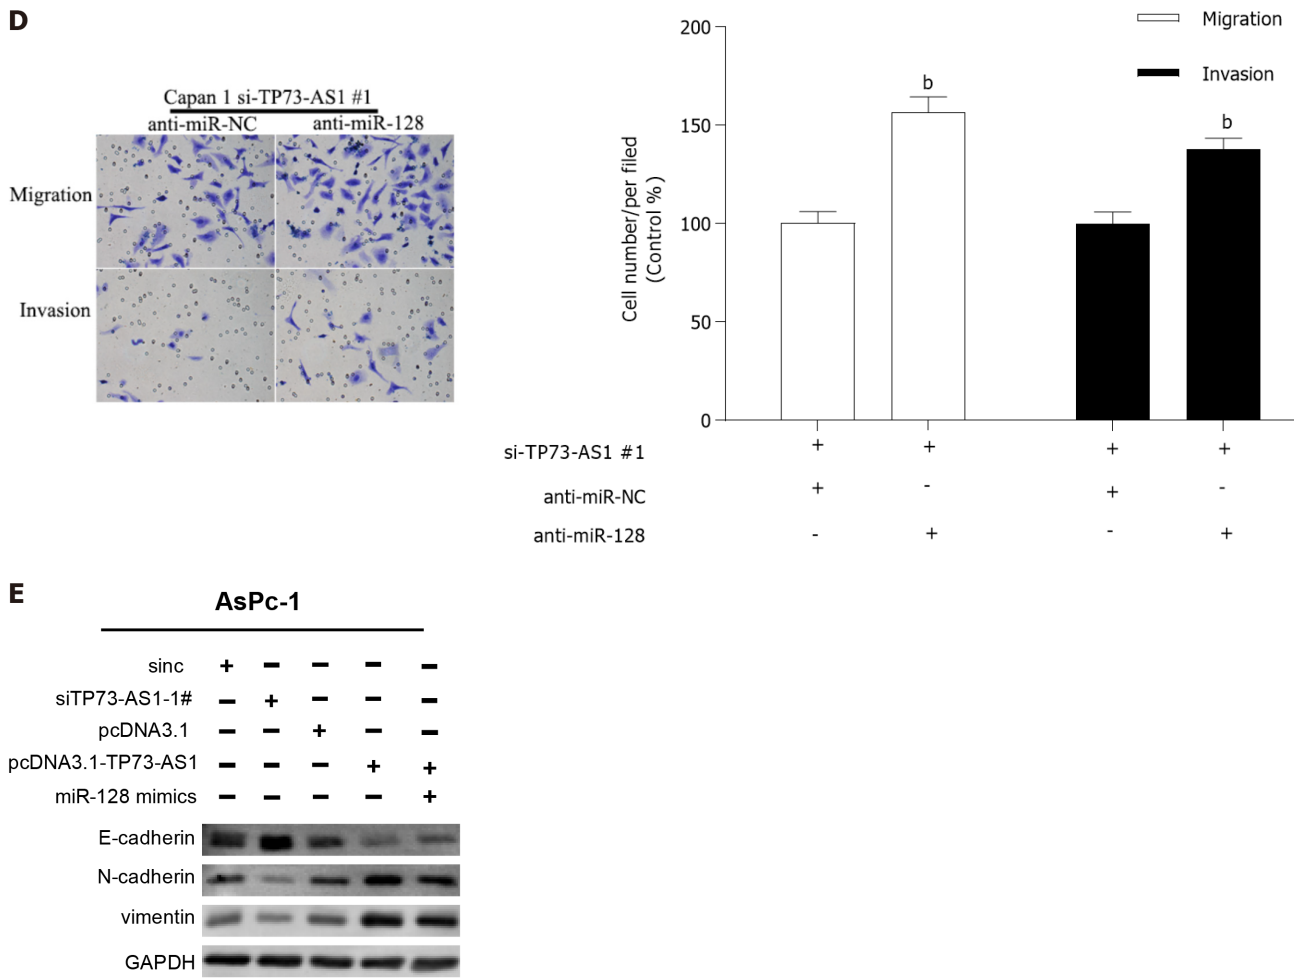 D
Capan 1 si-TP73-AS1 #1
anti-miR-NC anti-miR-128
Migration
Invasion
Migration
Invasion
Cell number/per filed
(Control %)
200
150
100
50
0
b
b
si-TP73-AS1 #1 + + + +
anti-miR-NC + - + -
anti-miR-128 - + - +
E
AsPc-1
sinc + - - - -
siTP73-AS1-1# - + - - -
pcDNA3.1 - - + - -
pcDNA3.1-TP73-AS1 - - - + +
miR-128 mimics - - - - +
E-cadherin
N-cadherin
vimentin
GAPDH